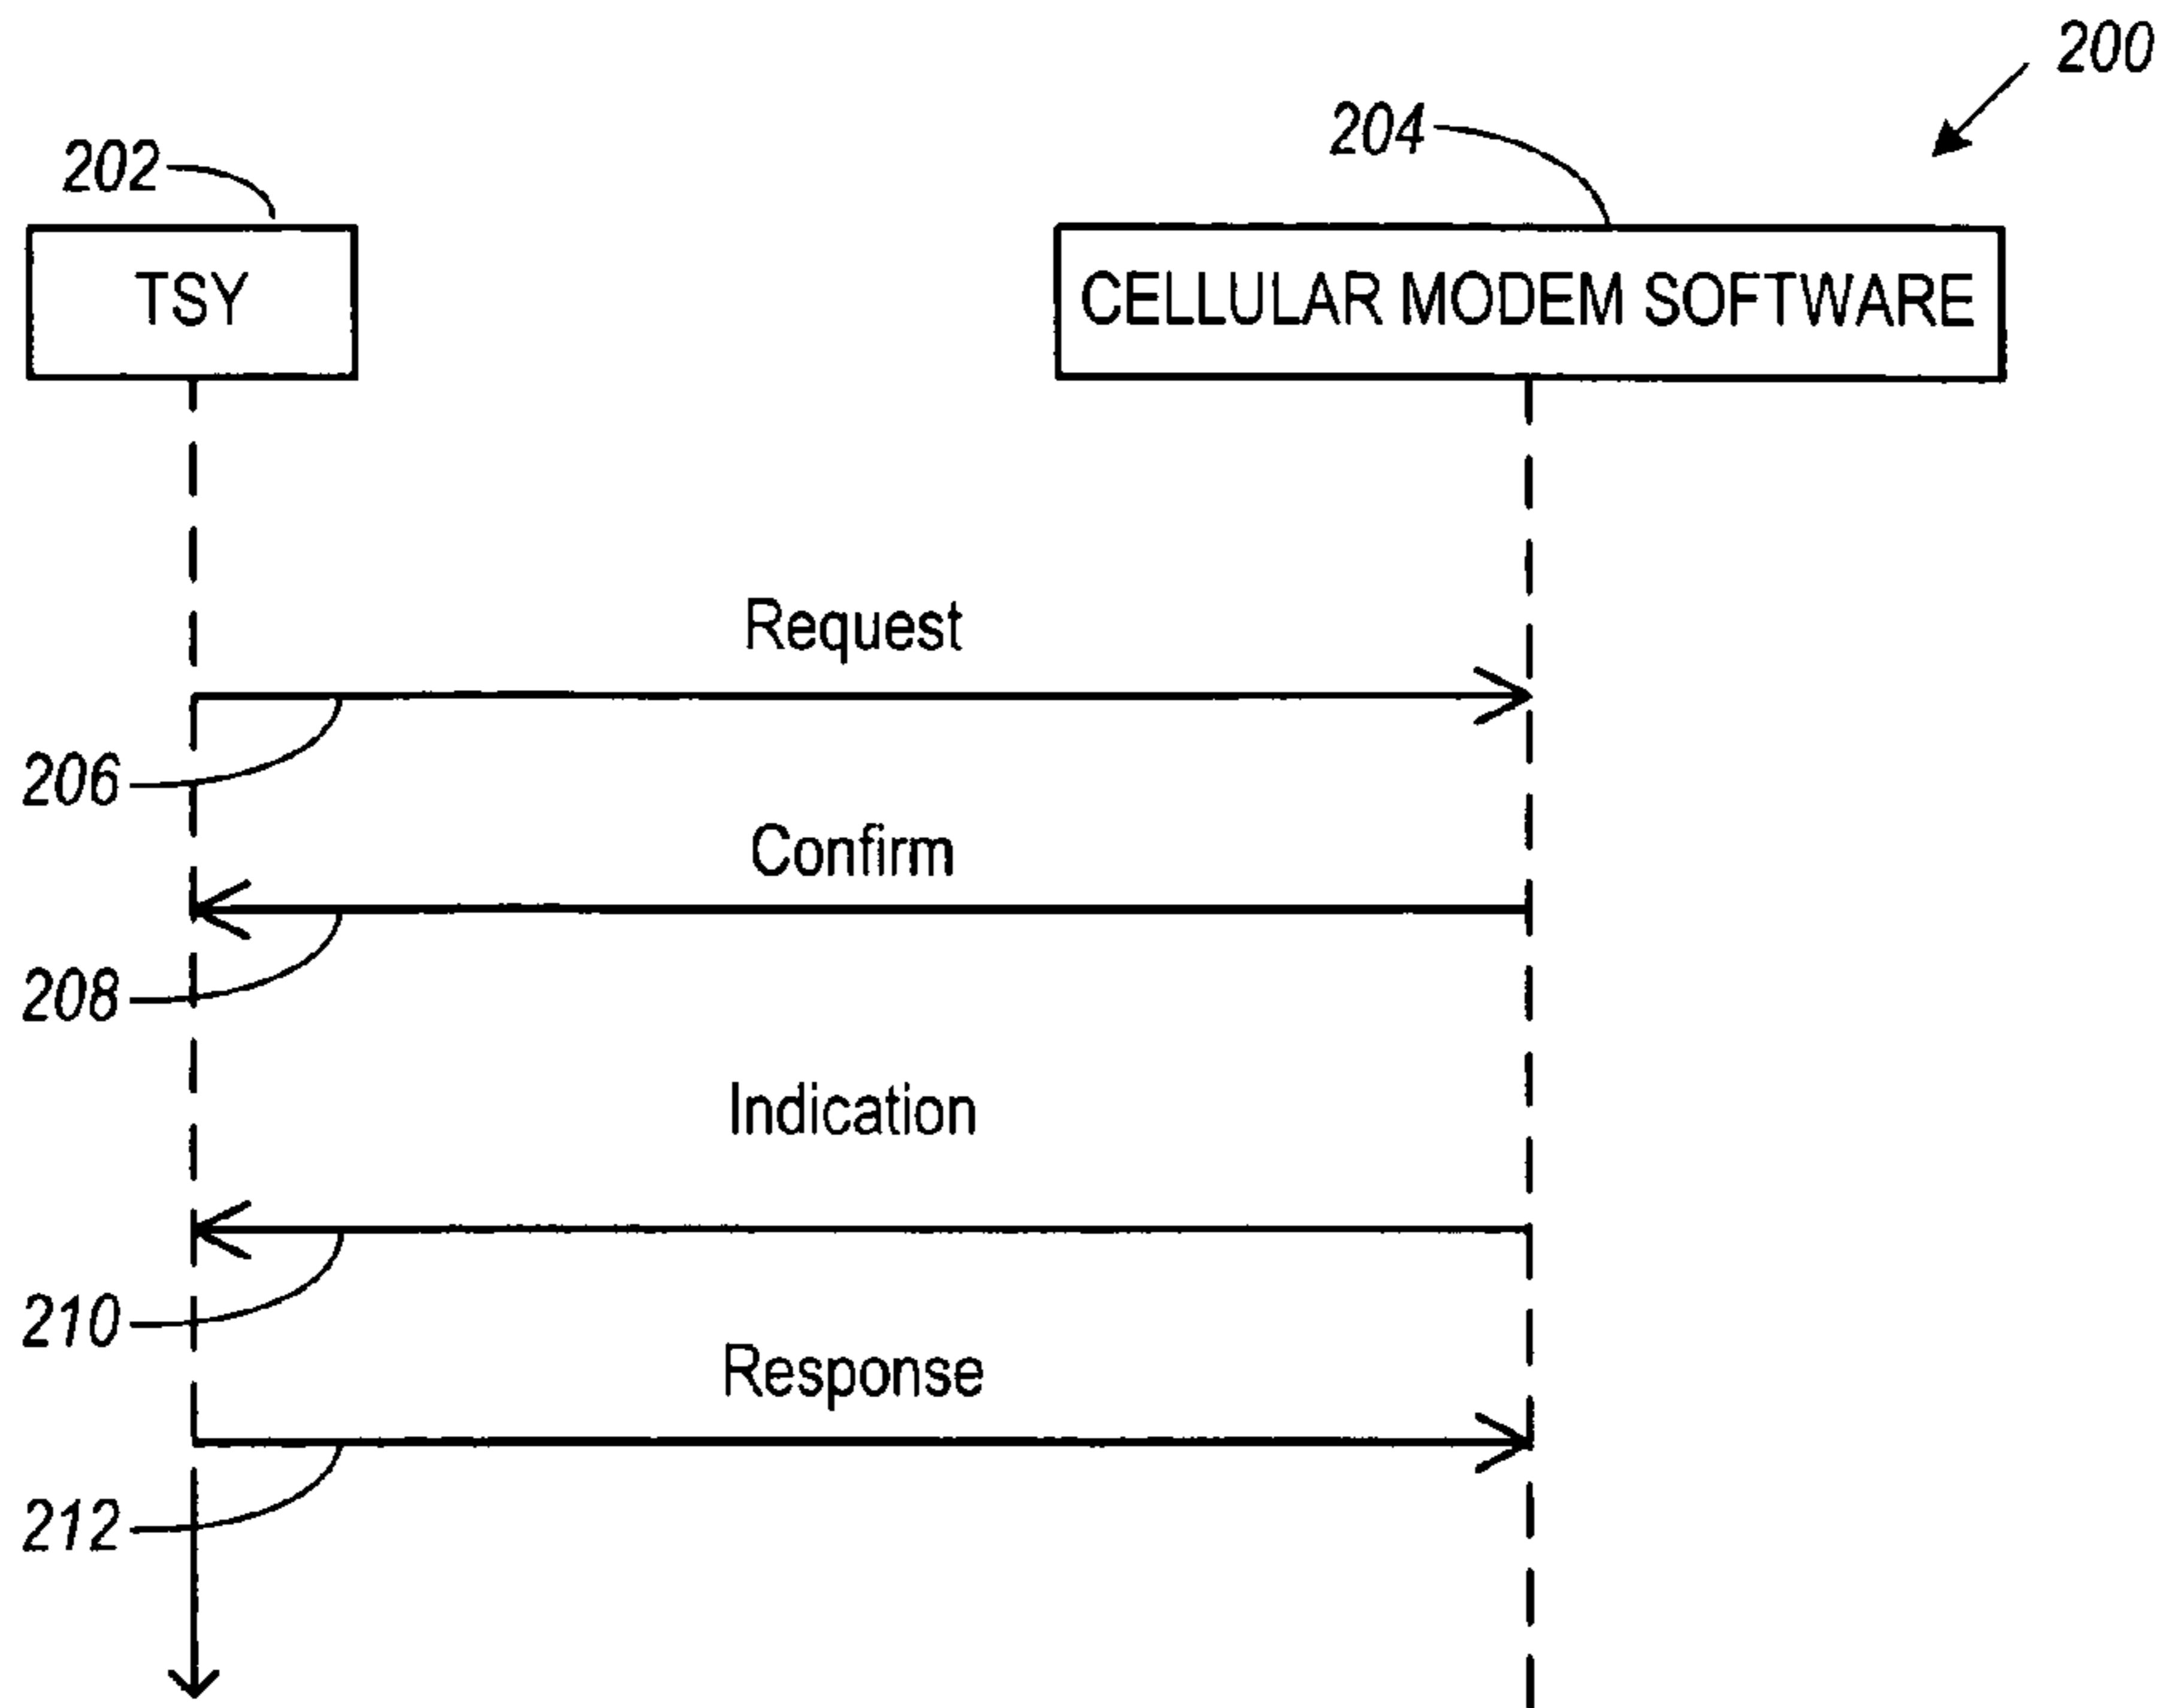 200
204
202
TSY
CELLULAR MODEM SOFTWARE
Request
206
Confirm
208
Indication
210
Response
212